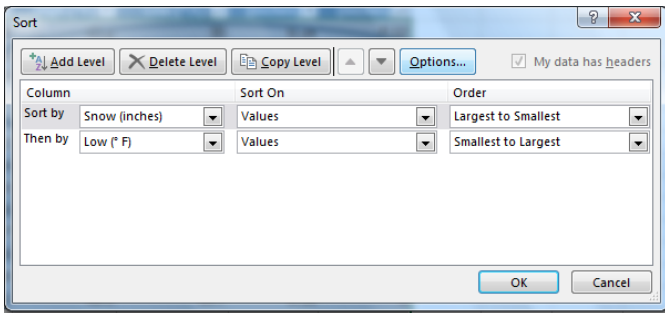 Sort
Add Level Delete Level Copy Level Options... My data has headers
Column Sort On Order
Sort by Snow (inches) Values Largest to Smallest
Then by Low (° F) Values Smallest to Largest
OK Cancel